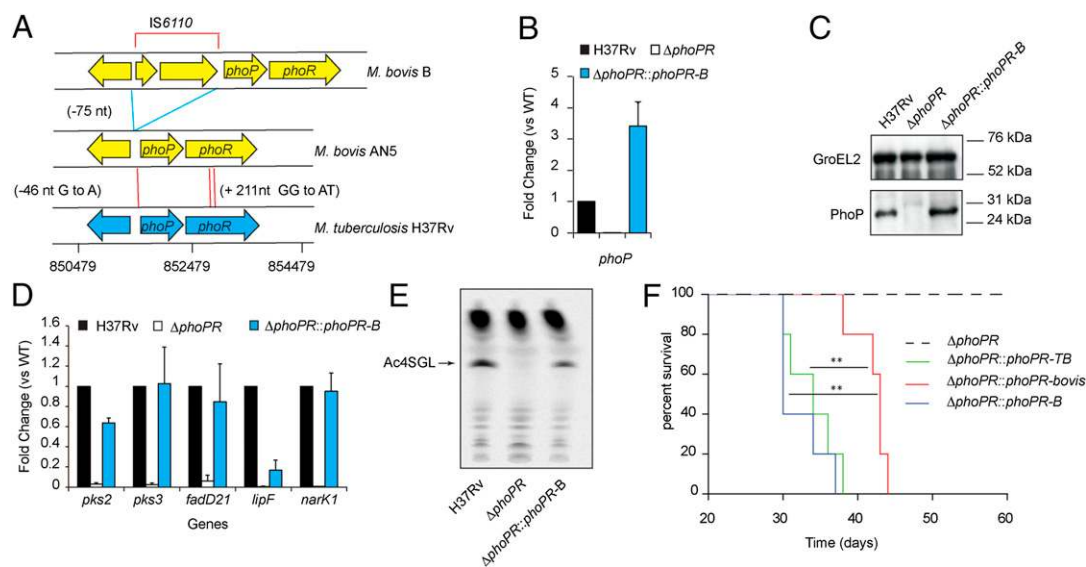 A
IS6110
phoP
phoR
M. bovis B
(-75 nt)
phoP
phoR
M. bovis AN5
(-46 nt G to A)
(+ 211nt GG to AT)
phoP
phoR
M. tuberculosis H37Rv
850479
852479
854479
B
H37Rv
ΔphoPR
ΔphoPR::phoPR-B
Fold Change (vs WT)
5
4
3
2
1
0
phoP
C
H37Rv
ΔphoPR
ΔphoPR::phoPR-B
GroEL2
76 kDa
52 kDa
PhoP
31 kDa
24 kDa
D
H37Rv
ΔphoPR
ΔphoPR::phoPR-B
Fold Change (vs WT)
1.6
1.4
1.2
1
0.8
0.6
0.4
0.2
0
pks2
pks3
fadD21
lipF
narK1
Genes
E
Ac4SGL
H37Rv
ΔphoPR
ΔphoPR::phoPR-B
F
percent survival
100
80
60
40
20
0
**
**
ΔphoPR
ΔphoPR::phoPR-TB
ΔphoPR::phoPR-bovis
ΔphoPR::phoPR-B
20
30
40
50
60
Time (days)